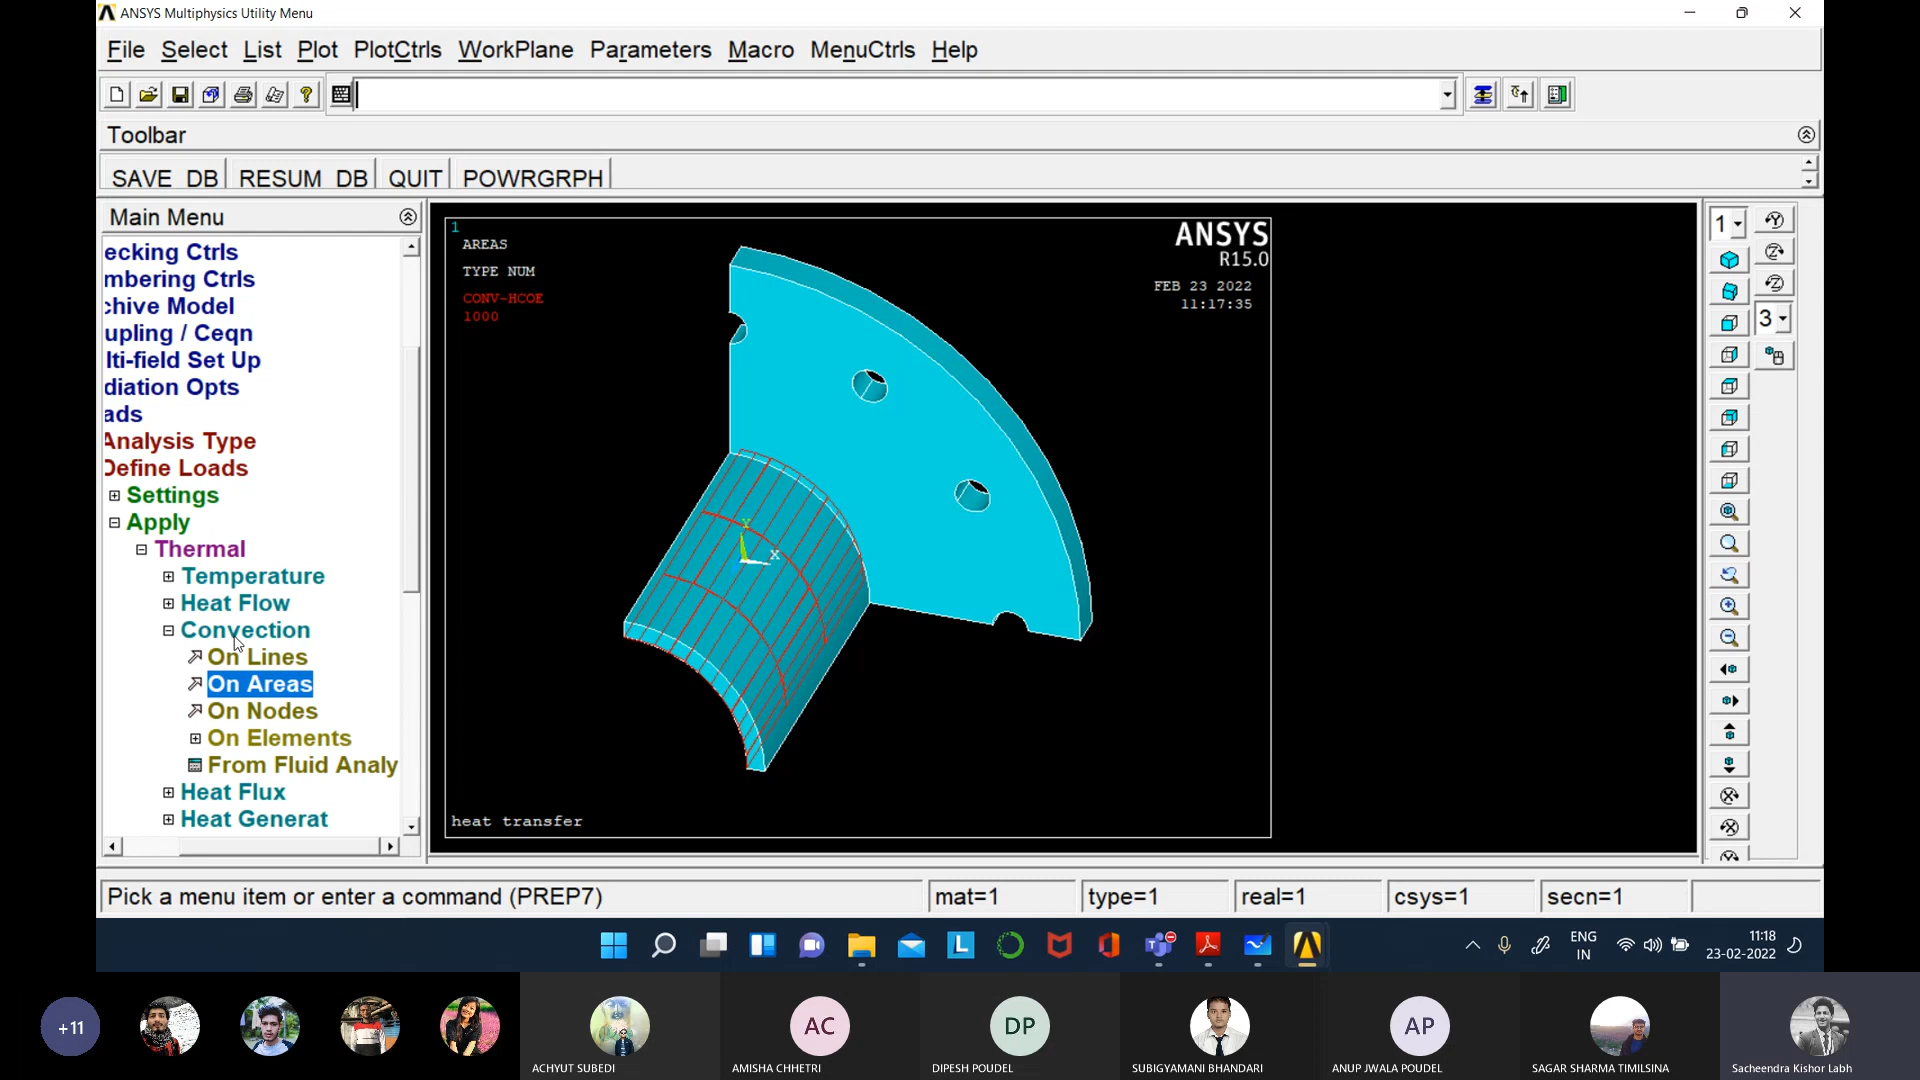 ANSYS Multiphysics Utility Menu
File Select List Plot PlotCtrls WorkPlane Parameters Macro MenuCtrls Help
Toolbar
SAVE_DB RESUM_DB QUIT POWRGRPH
Main Menu
ecking Ctrls
mbering Ctrls
chive Model
upling / Ceqn
lti-field Set Up
diation Opts
ads
Analysis Type
Define Loads
Settings
Apply
Thermal
Temperature
Heat Flow
Convection
On Lines
On Areas
On Nodes
On Elements
From Fluid Analy
Heat Flux
Heat Generat
1
AREAS
TYPE NUM
CONV-HCOE
1000
ANSYS
R15.0
FEB 23 2022
11:17:35
Y
X
heat transfer
1
3
Pick a menu item or enter a command (PREP7)
mat=1
type=1
real=1
csys=1
secn=1
ENG
IN
11:18
23-02-2022
+11
ACHYUT SUBEDI
AC
AMISHA CHHETRI
DP
DIPESH POUDEL
SUBIGYAMANI BHANDARI
AP
ANUP JWALA POUDEL
SAGAR SHARMA TIMILSINA
Sacheendra Kishor Labh